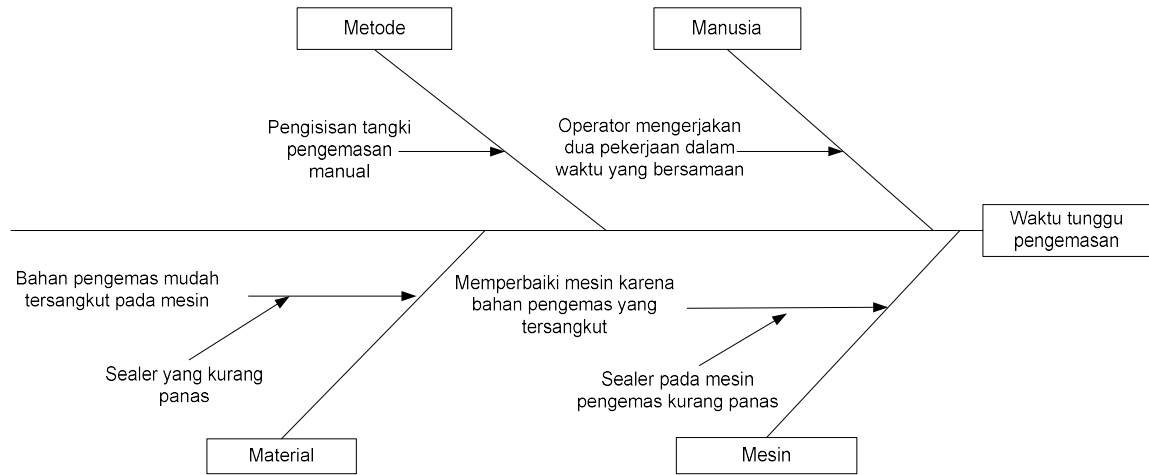 Metode
Manusia
Pengisisan tangki
pengemasan
manual
Operator mengerjakan
dua pekerjaan dalam
waktu yang bersamaan
Waktu tunggu
pengemasan
Bahan pengemas mudah
tersangkut pada mesin
Memperbaiki mesin karena
bahan pengemas yang
tersangkut
Sealer yang kurang
panas
Sealer pada mesin
pengemas kurang panas
Material
Mesin